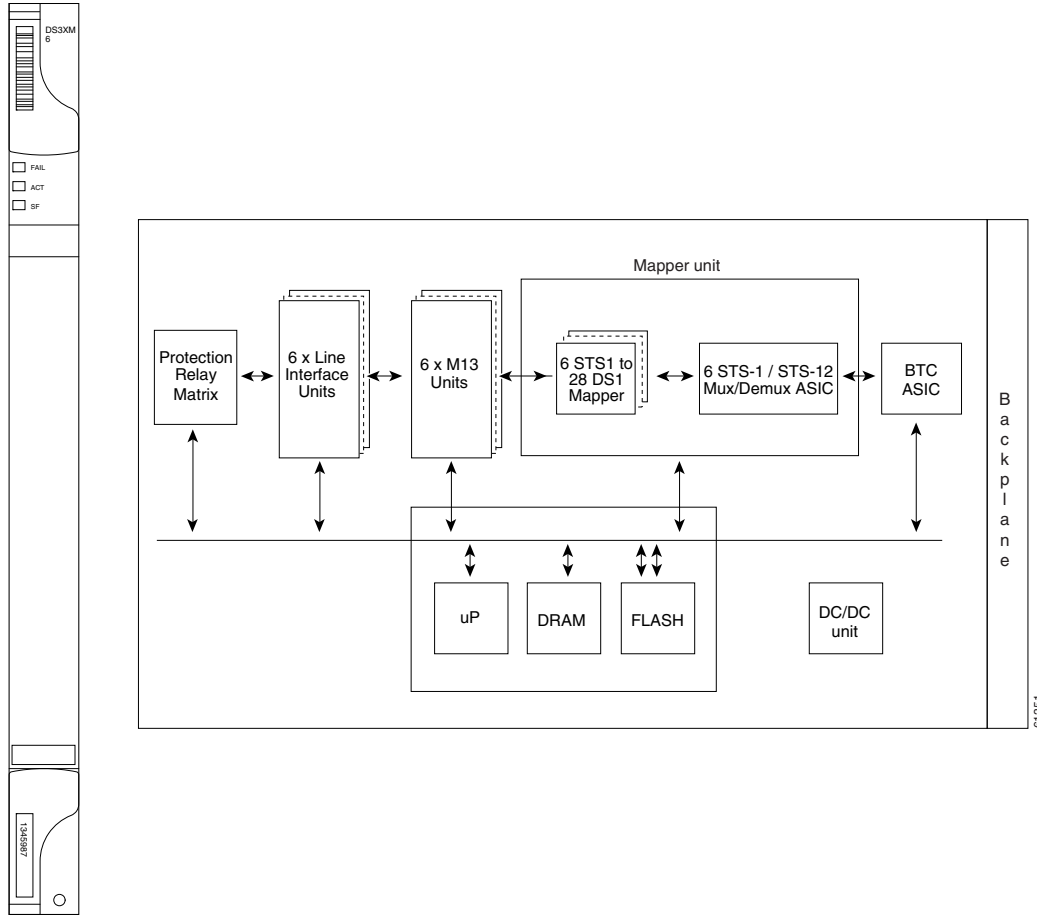 DS3XM
6
FAIL
ACT
SF
1345987
Mapper unit
Protection
Relay
Matrix
6 x Line
Interface
Units
6 x M13
Units
6 STS1 to
28 DS1
Mapper
6 STS-1 / STS-12
Mux/Demux ASIC
BTC
ASIC
Backplane
uP
DRAM
FLASH
DC/DC
unit